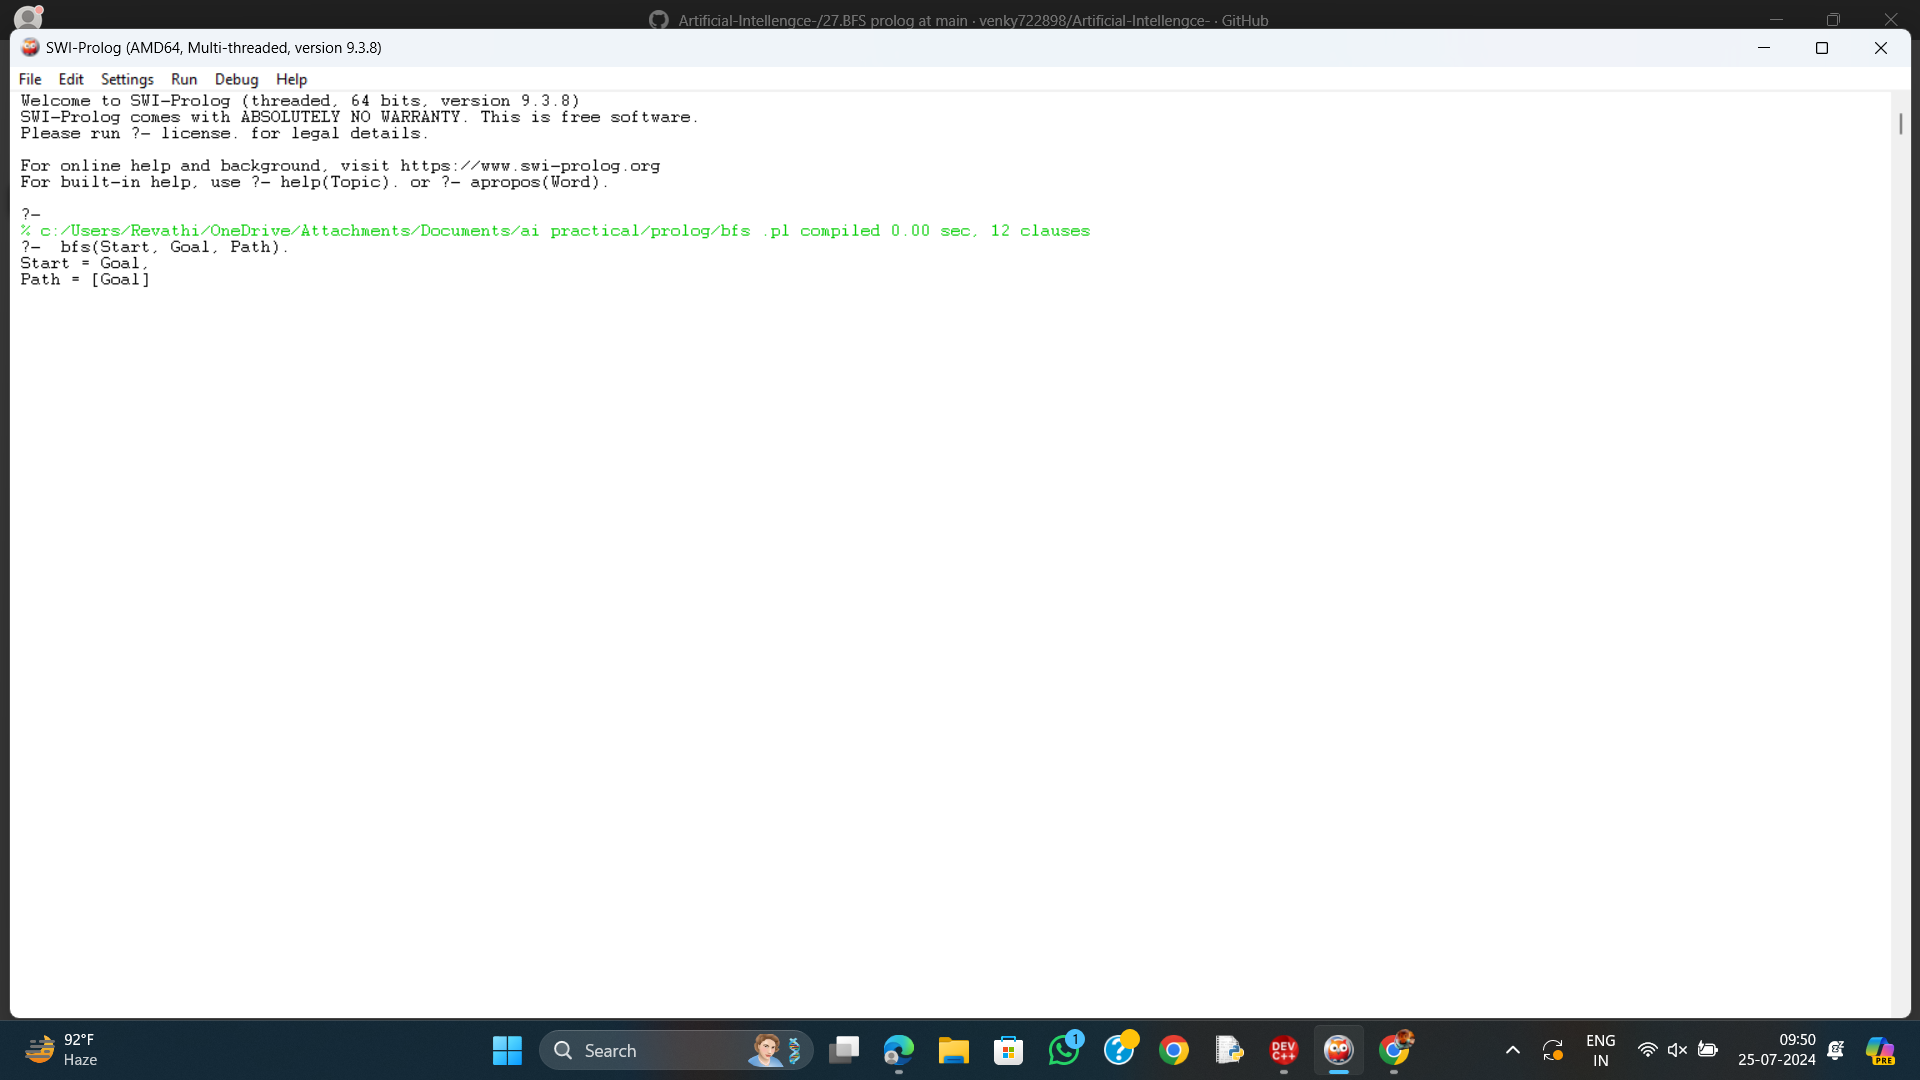 Artificial-Intellengce-/27.BFS prolog at main · venky722898/Artificial-Intellengce- · GitHub
SWI-Prolog (AMD64, Multi-threaded, version 9.3.8)
File Edit Settings Run Debug Help
Welcome to SWI-Prolog (threaded, 64 bits, version 9.3.8)
SWI-Prolog comes with ABSOLUTELY NO WARRANTY. This is free software.
Please run ?- license. for legal details.
For online help and background, visit https://www.swi-prolog.org
For built-in help, use ?- help(Topic). or ?- apropos(Word).
?-
% c:/Users/Revathi/OneDrive/Attachments/Documents/ai practical/prolog/bfs .pl compiled 0.00 sec, 12 clauses
?-  bfs(Start, Goal, Path).
Start = Goal,
Path = [Goal]
92°F
Haze
Search
1
DEV
C++
ENG
IN
09:50
25-07-2024
PRE